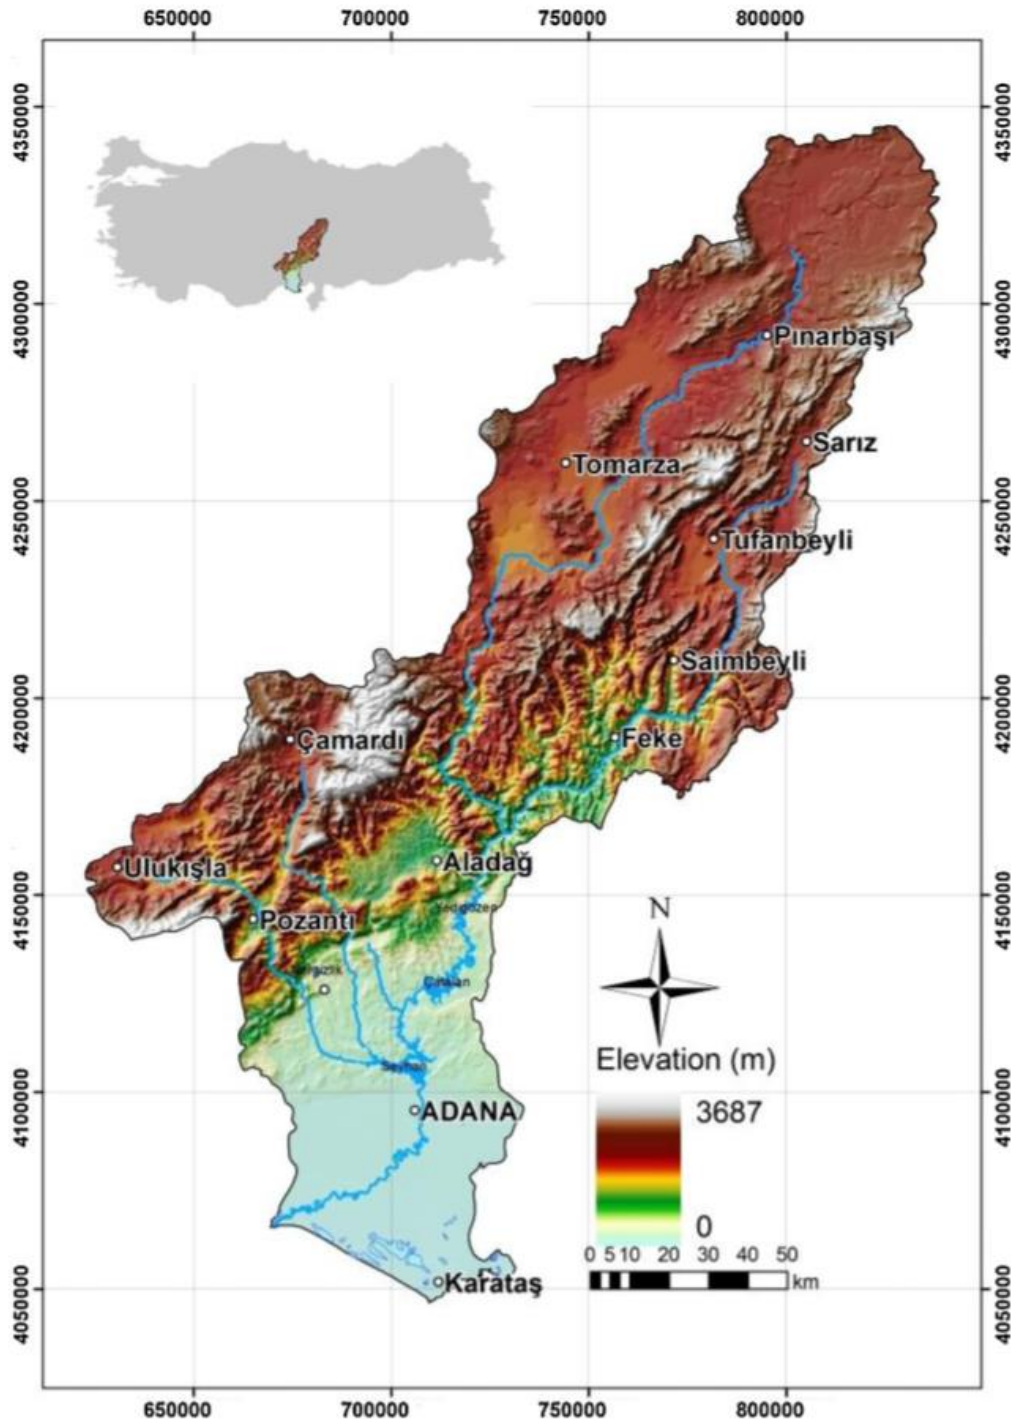 650000 700000 750000 800000
4350000 4350000
4300000 4300000
Pınarbaşı
Sarız
Tomarza
4250000 4250000
Tufanbeyli
Saimbeyli
4200000 4200000
Çamardı
Feke
Aladağ
Ulukışla
4150000 4150000
Pozantı
N
Elevation (m)
Seyhan
3687
4100000 4100000
ADANA
0
0 5 10 20 30 40 50
km
Karataş
4050000 4050000
650000 700000 750000 800000